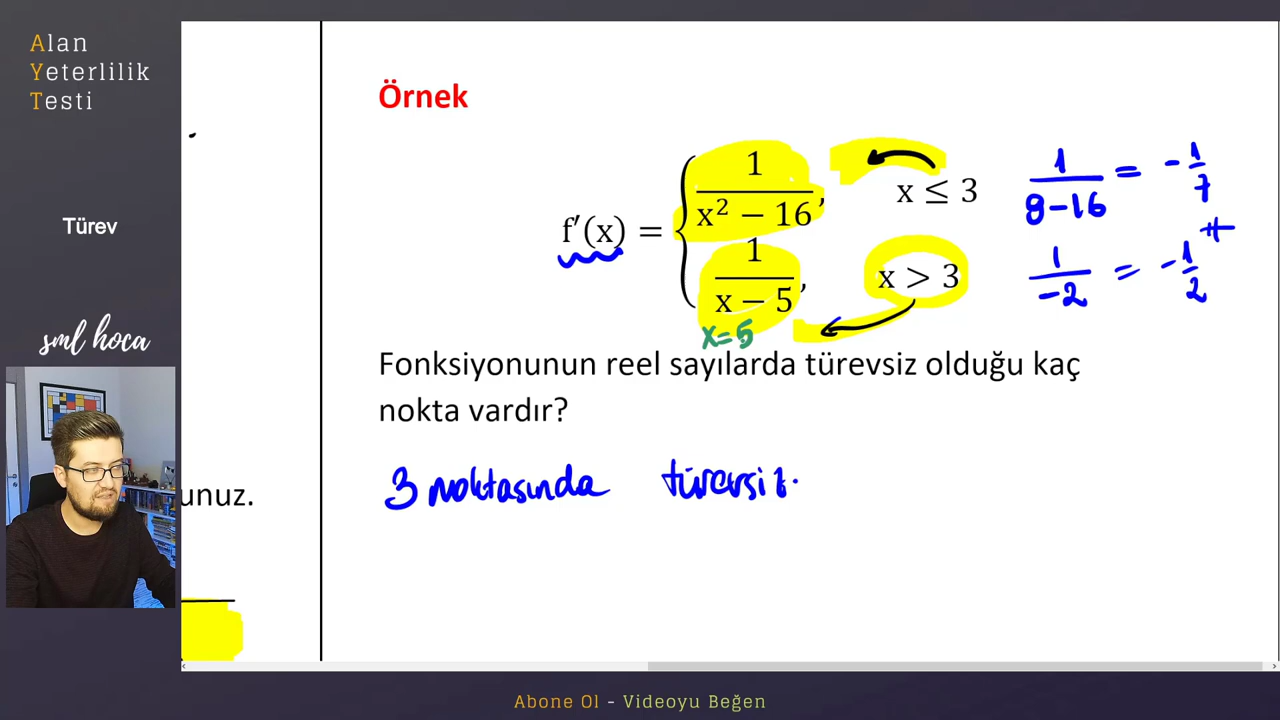 Alan
Yeterlilik
Testi
Türev
sml hoca
unuz.
Örnek
f′(x) = { 1/(x² − 16), x ≤ 3
1/(x − 5), x > 3
x=5
1/(9-16) = -1/7
≠
1/-2 = -1/2
Fonksiyonunun reel sayılarda türevsiz olduğu kaç
nokta vardır?
3 noktasında türevsiz.
Abone Ol - Videoyu Beğen